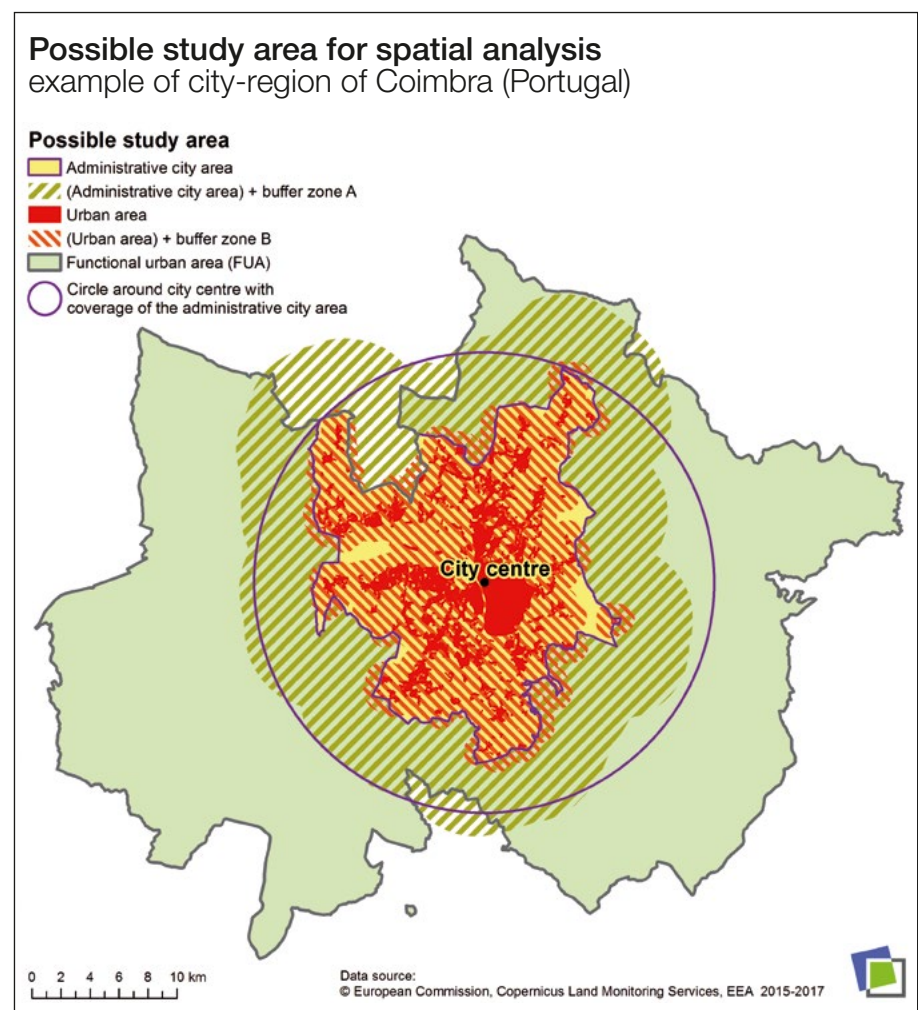 Possible study area for spatial analysis
example of city-region of Coimbra (Portugal)
Possible study area
Administrative city area
(Administrative city area) + buffer zone A
Urban area
(Urban area) + buffer zone B
Functional urban area (FUA)
Circle around city centre with
coverage of the administrative city area
City centre
0 2 4 6 8 10 km
Data source:
© European Commission, Copernicus Land Monitoring Services, EEA 2015-2017